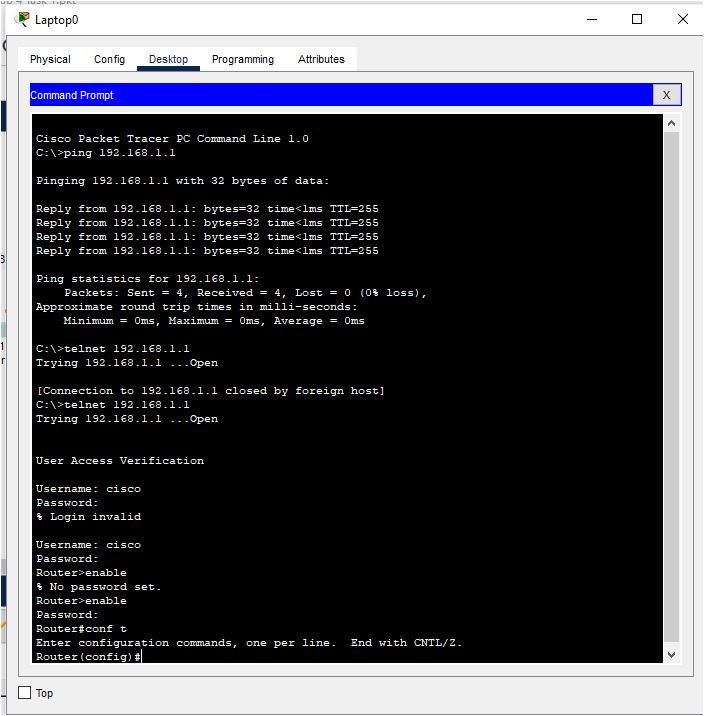 Laptop0
Physical Config Desktop Programming Attributes
Command Prompt
X
Cisco Packet Tracer PC Command Line 1.0
C:\>ping 192.168.1.1
Pinging 192.168.1.1 with 32 bytes of data:
Reply from 192.168.1.1: bytes=32 time<1ms TTL=255
Reply from 192.168.1.1: bytes=32 time<1ms TTL=255
Reply from 192.168.1.1: bytes=32 time<1ms TTL=255
Reply from 192.168.1.1: bytes=32 time<1ms TTL=255
Ping statistics for 192.168.1.1:
Packets: Sent = 4, Received = 4, Lost = 0 (0% loss),
Approximate round trip times in milli-seconds:
Minimum = 0ms, Maximum = 0ms, Average = 0ms
C:\>telnet 192.168.1.1
Trying 192.168.1.1 ...Open
[Connection to 192.168.1.1 closed by foreign host]
C:\>telnet 192.168.1.1
Trying 192.168.1.1 ...Open
User Access Verification
Username: cisco
Password:
% Login invalid
Username: cisco
Password:
Router>enable
% No password set.
Router>enable
Password:
Router#conf t
Enter configuration commands, one per line.  End with CNTL/Z.
Router(config)#
Top